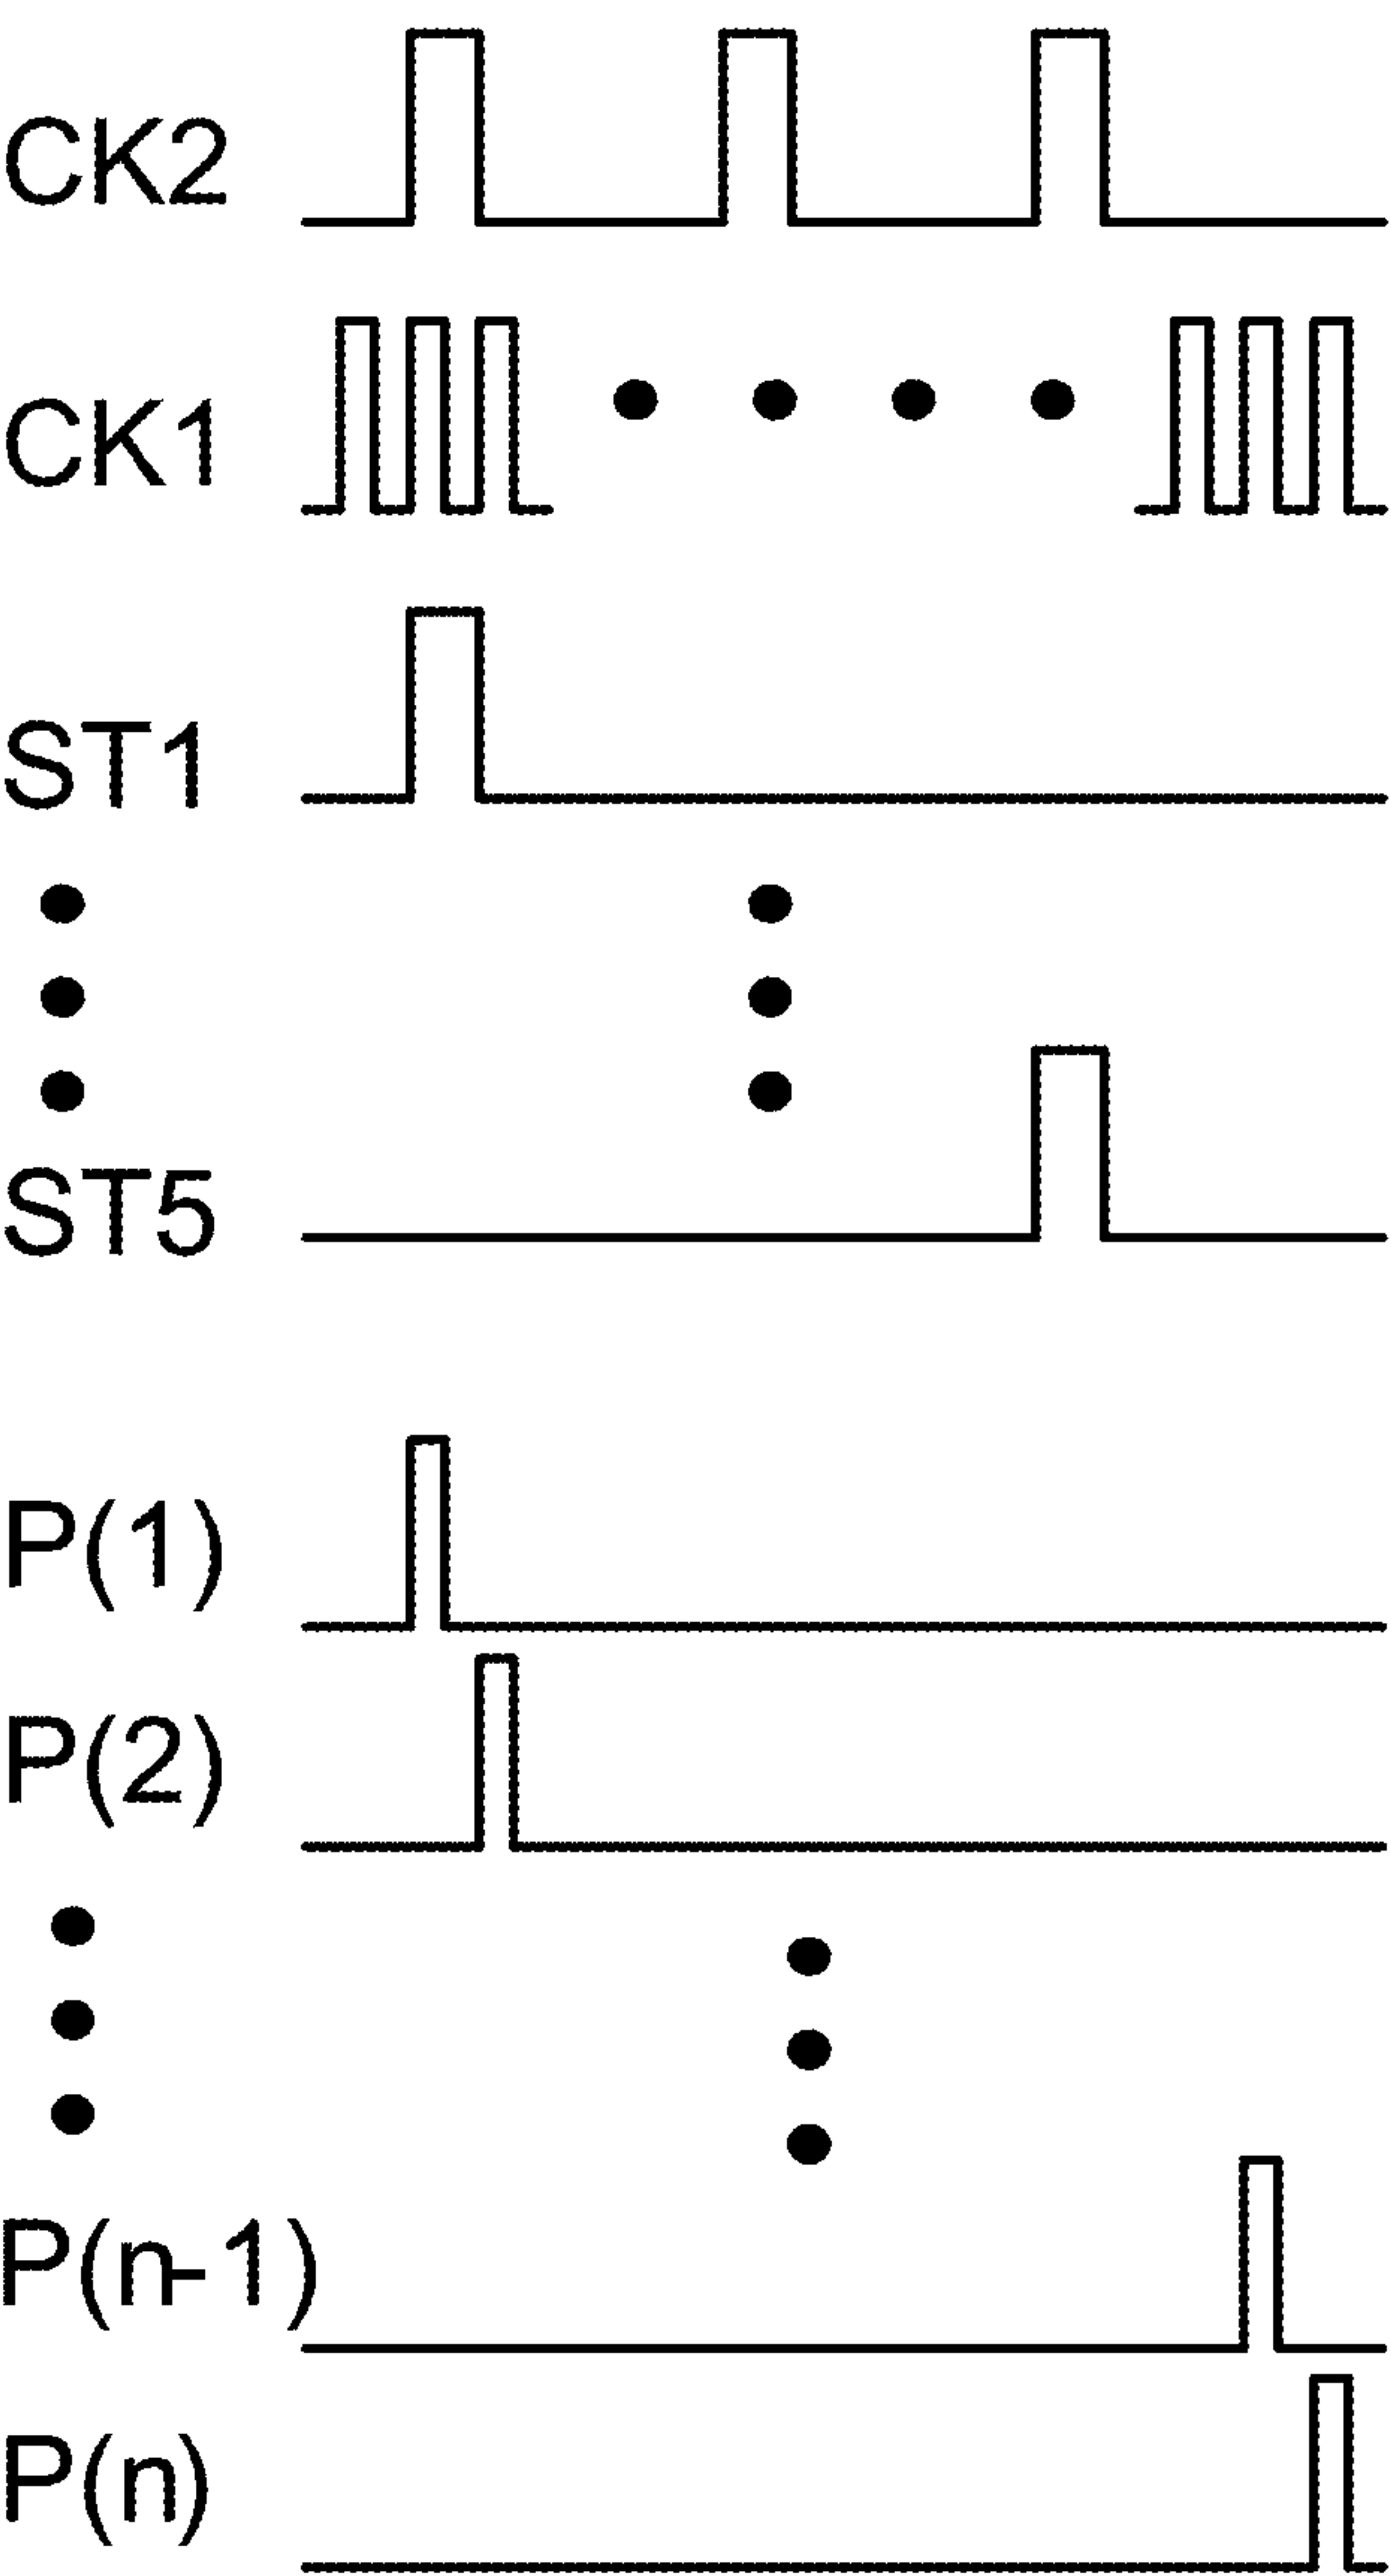 CK2
CK1
ST1
ST5
P(1)
P(2)
P(n-1)
P(n)